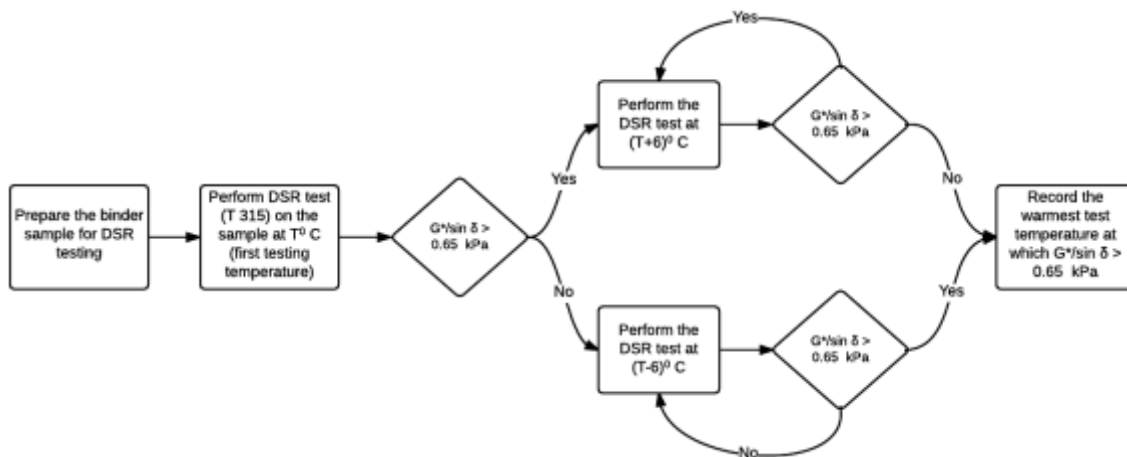 Prepare the binder
sample for DSR
testing
Perform DSR test
(T 315) on the
sample at T⁰ C
(first testing
temperature)
G*/sin δ >
0.65 kPa
Yes
No
Perform the
DSR test at
(T+6)⁰ C
G*/sin δ >
0.65 kPa
Yes
No
Perform the
DSR test at
(T-6)⁰ C
G*/sin δ >
0.65 kPa
Yes
No
Record the
warmest test
temperature at
which G*/sin δ >
0.65 kPa